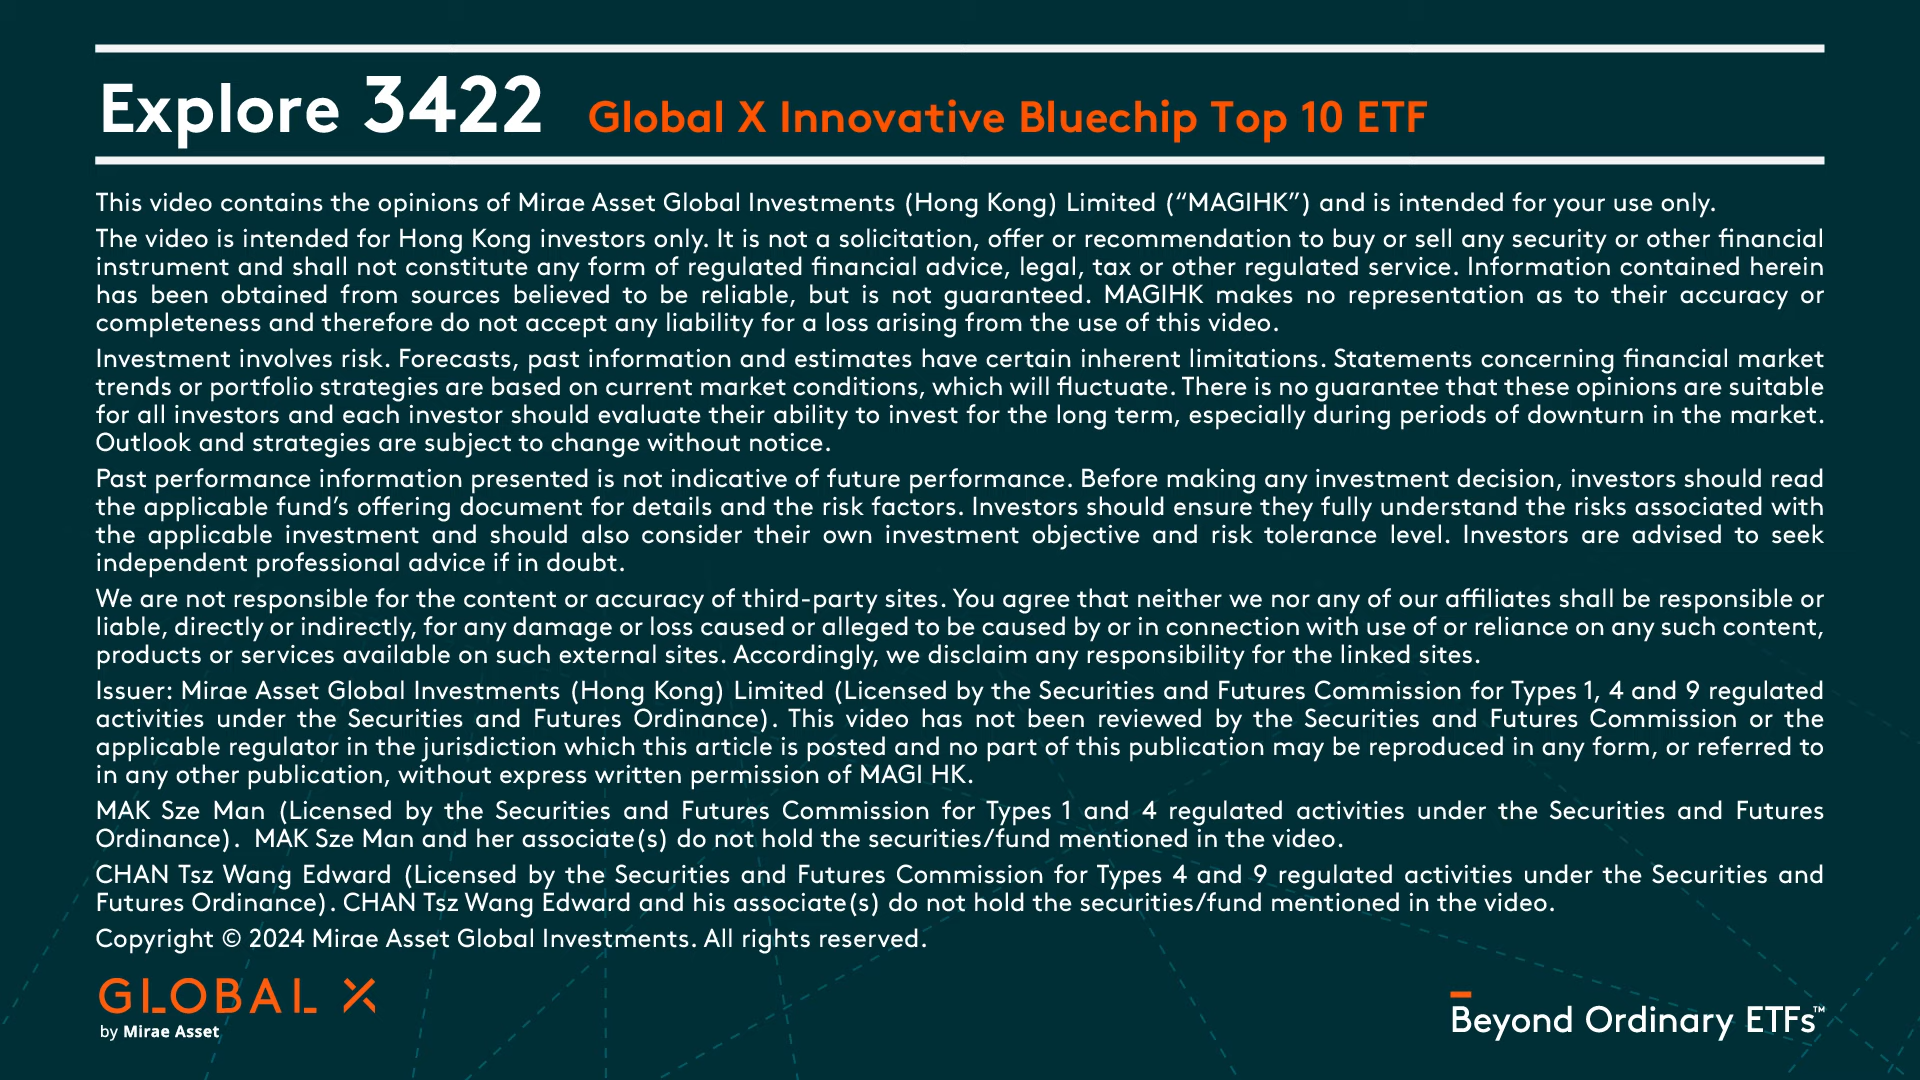 Explore 3422 Global X Innovative Bluechip Top 10 ETF
This video contains the opinions of Mirae Asset Global Investments (Hong Kong) Limited (“MAGIHK”) and is intended for your use only.
The video is intended for Hong Kong investors only. It is not a solicitation, offer or recommendation to buy or sell any security or other financial
instrument and shall not constitute any form of regulated financial advice, legal, tax or other regulated service. Information contained herein
has been obtained from sources believed to be reliable, but is not guaranteed. MAGIHK makes no representation as to their accuracy or
completeness and therefore do not accept any liability for a loss arising from the use of this video.
Investment involves risk. Forecasts, past information and estimates have certain inherent limitations. Statements concerning financial market
trends or portfolio strategies are based on current market conditions, which will fluctuate. There is no guarantee that these opinions are suitable
for all investors and each investor should evaluate their ability to invest for the long term, especially during periods of downturn in the market.
Outlook and strategies are subject to change without notice.
Past performance information presented is not indicative of future performance. Before making any investment decision, investors should read
the applicable fund’s offering document for details and the risk factors. Investors should ensure they fully understand the risks associated with
the applicable investment and should also consider their own investment objective and risk tolerance level. Investors are advised to seek
independent professional advice if in doubt.
We are not responsible for the content or accuracy of third-party sites. You agree that neither we nor any of our affiliates shall be responsible or
liable, directly or indirectly, for any damage or loss caused or alleged to be caused by or in connection with use of or reliance on any such content,
products or services available on such external sites. Accordingly, we disclaim any responsibility for the linked sites.
Issuer: Mirae Asset Global Investments (Hong Kong) Limited (Licensed by the Securities and Futures Commission for Types 1, 4 and 9 regulated
activities under the Securities and Futures Ordinance). This video has not been reviewed by the Securities and Futures Commission or the
applicable regulator in the jurisdiction which this article is posted and no part of this publication may be reproduced in any form, or referred to
in any other publication, without express written permission of MAGI HK.
MAK Sze Man (Licensed by the Securities and Futures Commission for Types 1 and 4 regulated activities under the Securities and Futures
Ordinance). MAK Sze Man and her associate(s) do not hold the securities/fund mentioned in the video.
CHAN Tsz Wang Edward (Licensed by the Securities and Futures Commission for Types 4 and 9 regulated activities under the Securities and
Futures Ordinance). CHAN Tsz Wang Edward and his associate(s) do not hold the securities/fund mentioned in the video.
Copyright © 2024 Mirae Asset Global Investments. All rights reserved.
GLOBAL X
by Mirae Asset
Beyond Ordinary ETFs™